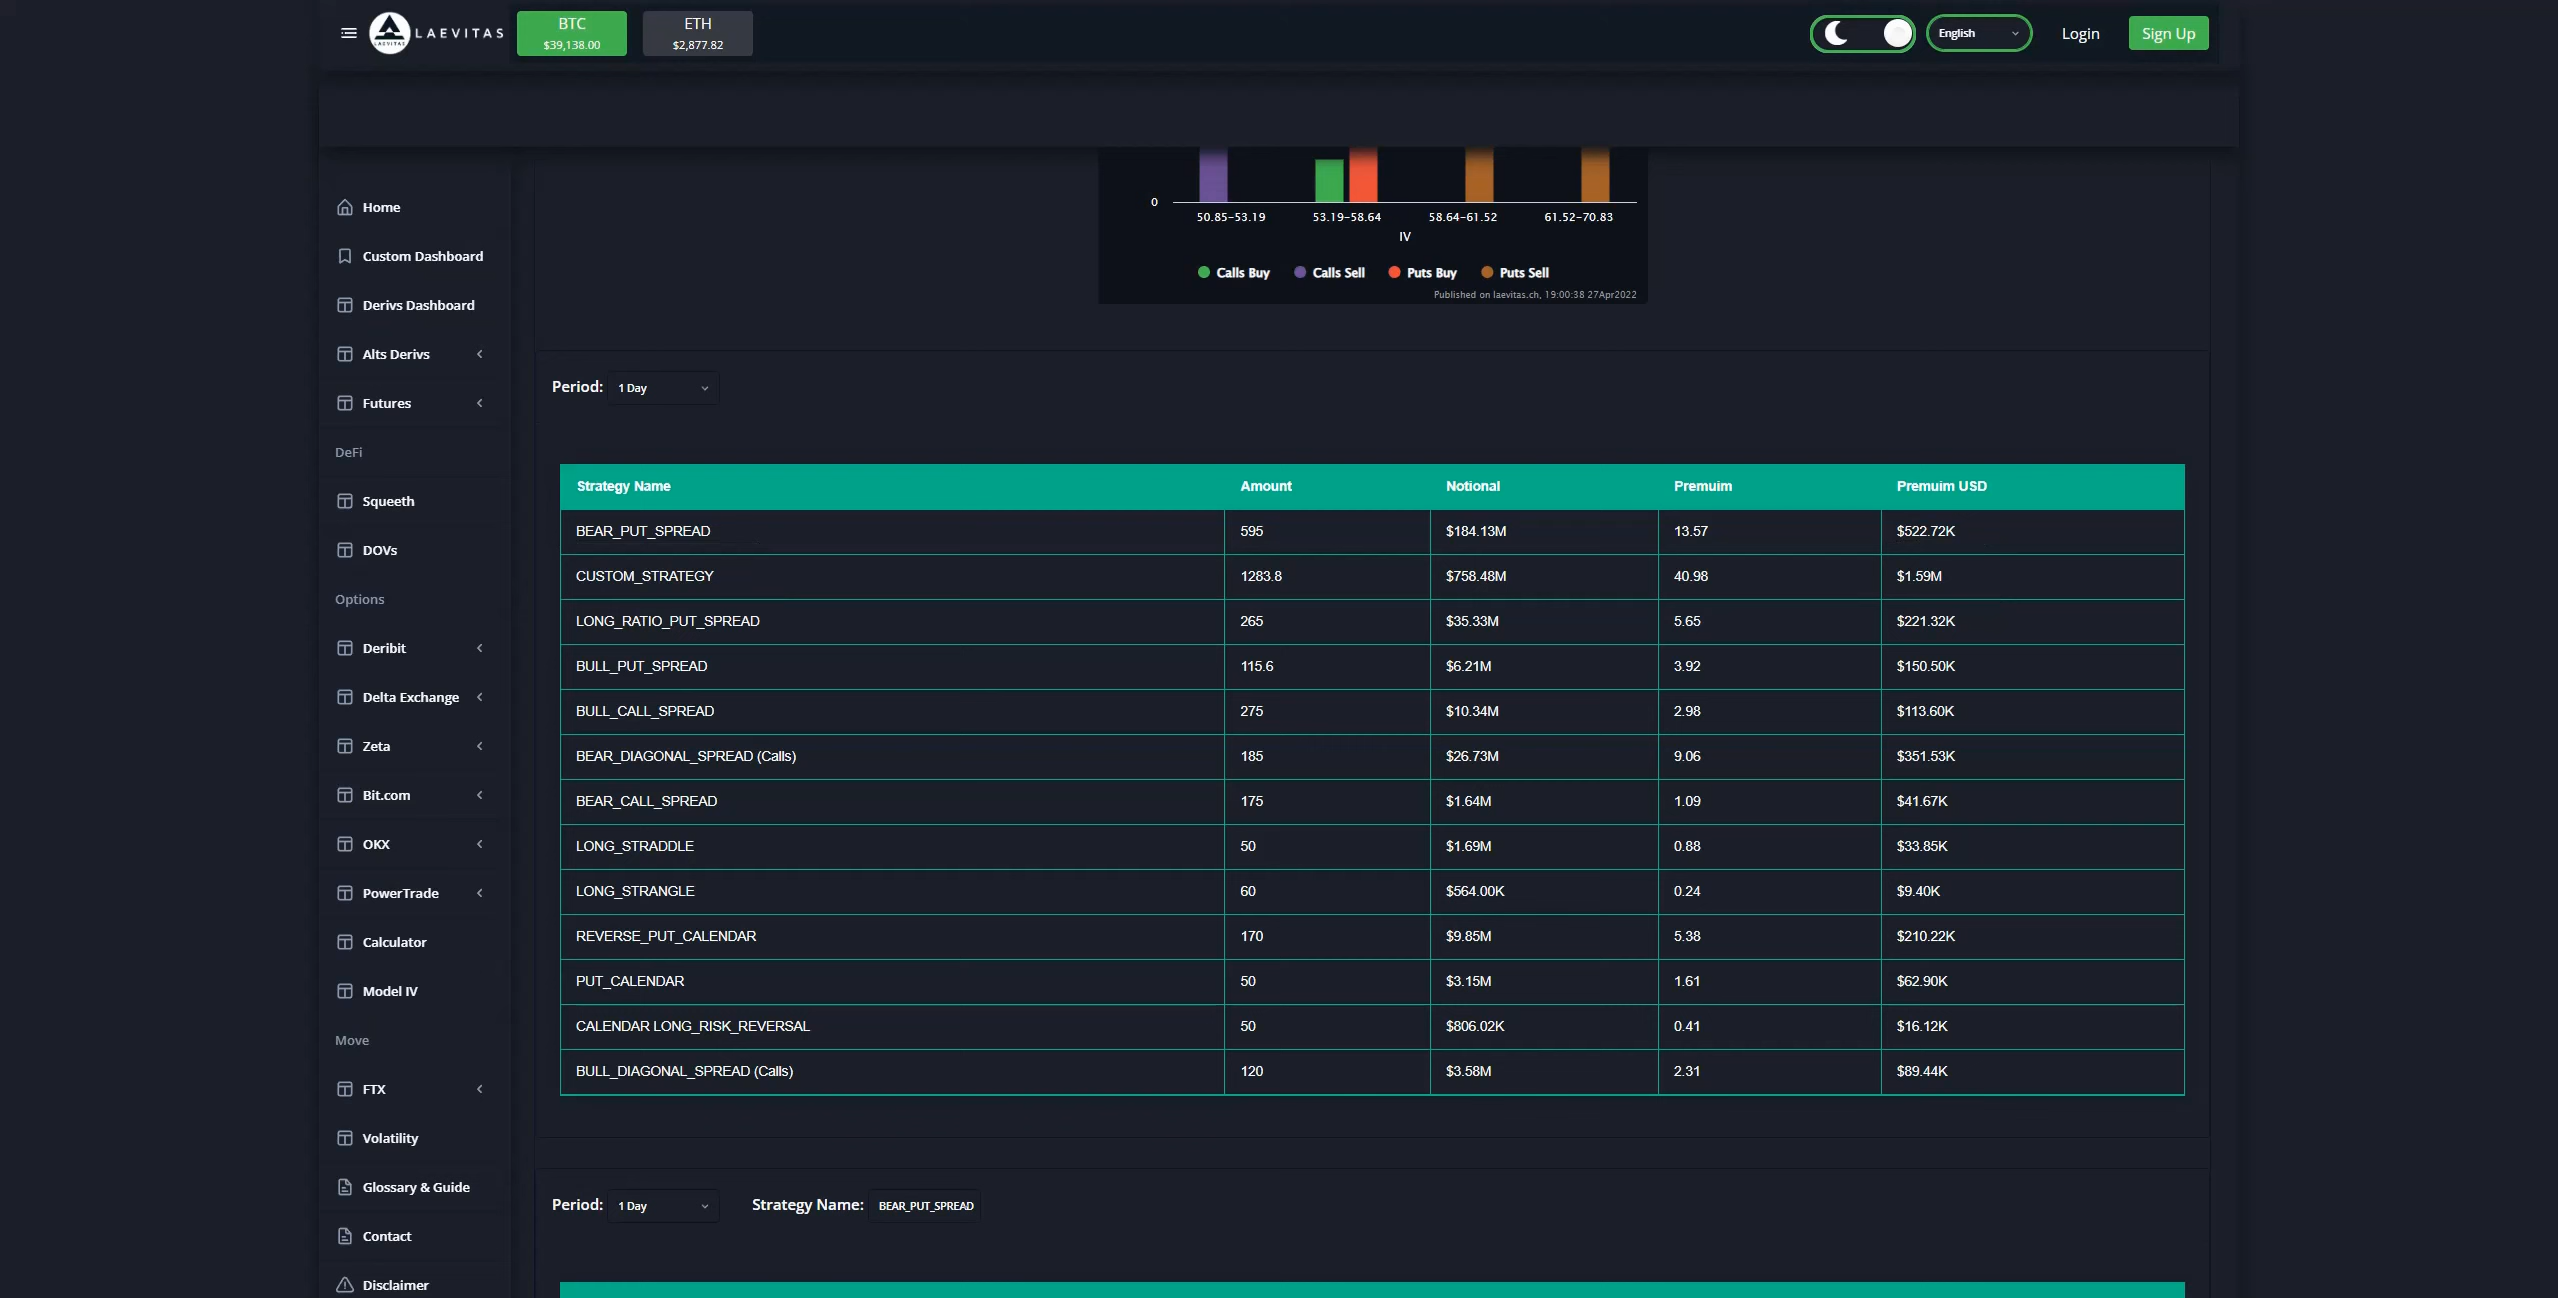 LAEVITAS
BTC
$39,138.00
ETH
$2,877.82
English
Login
Sign Up
Home
Custom Dashboard
Derivs Dashboard
Alts Derivs
Futures
DeFi
Squeeth
DOVs
Options
Deribit
Delta Exchange
Zeta
Bit.com
OKX
PowerTrade
Calculator
Model IV
Move
FTX
Volatility
Glossary & Guide
Contact
Disclaimer
0
50.85-53.19 53.19-58.64 58.64-61.52 61.52-70.83
IV
Calls Buy Calls Sell Puts Buy Puts Sell
Published on laevitas.ch, 19:00:38 27Apr2022
Period: 1 Day
Strategy Name Amount Notional Premuim Premuim USD
BEAR_PUT_SPREAD 595 $184.13M 13.57 $522.72K
CUSTOM_STRATEGY 1283.8 $758.48M 40.98 $1.59M
LONG_RATIO_PUT_SPREAD 265 $35.33M 5.65 $221.32K
BULL_PUT_SPREAD 115.6 $6.21M 3.92 $150.50K
BULL_CALL_SPREAD 275 $10.34M 2.98 $113.60K
BEAR_DIAGONAL_SPREAD (Calls) 185 $26.73M 9.06 $351.53K
BEAR_CALL_SPREAD 175 $1.64M 1.09 $41.67K
LONG_STRADDLE 50 $1.69M 0.88 $33.85K
LONG_STRANGLE 60 $564.00K 0.24 $9.40K
REVERSE_PUT_CALENDAR 170 $9.85M 5.38 $210.22K
PUT_CALENDAR 50 $3.15M 1.61 $62.90K
CALENDAR LONG_RISK_REVERSAL 50 $806.02K 0.41 $16.12K
BULL_DIAGONAL_SPREAD (Calls) 120 $3.58M 2.31 $89.44K
Period: 1 Day Strategy Name: BEAR_PUT_SPREAD